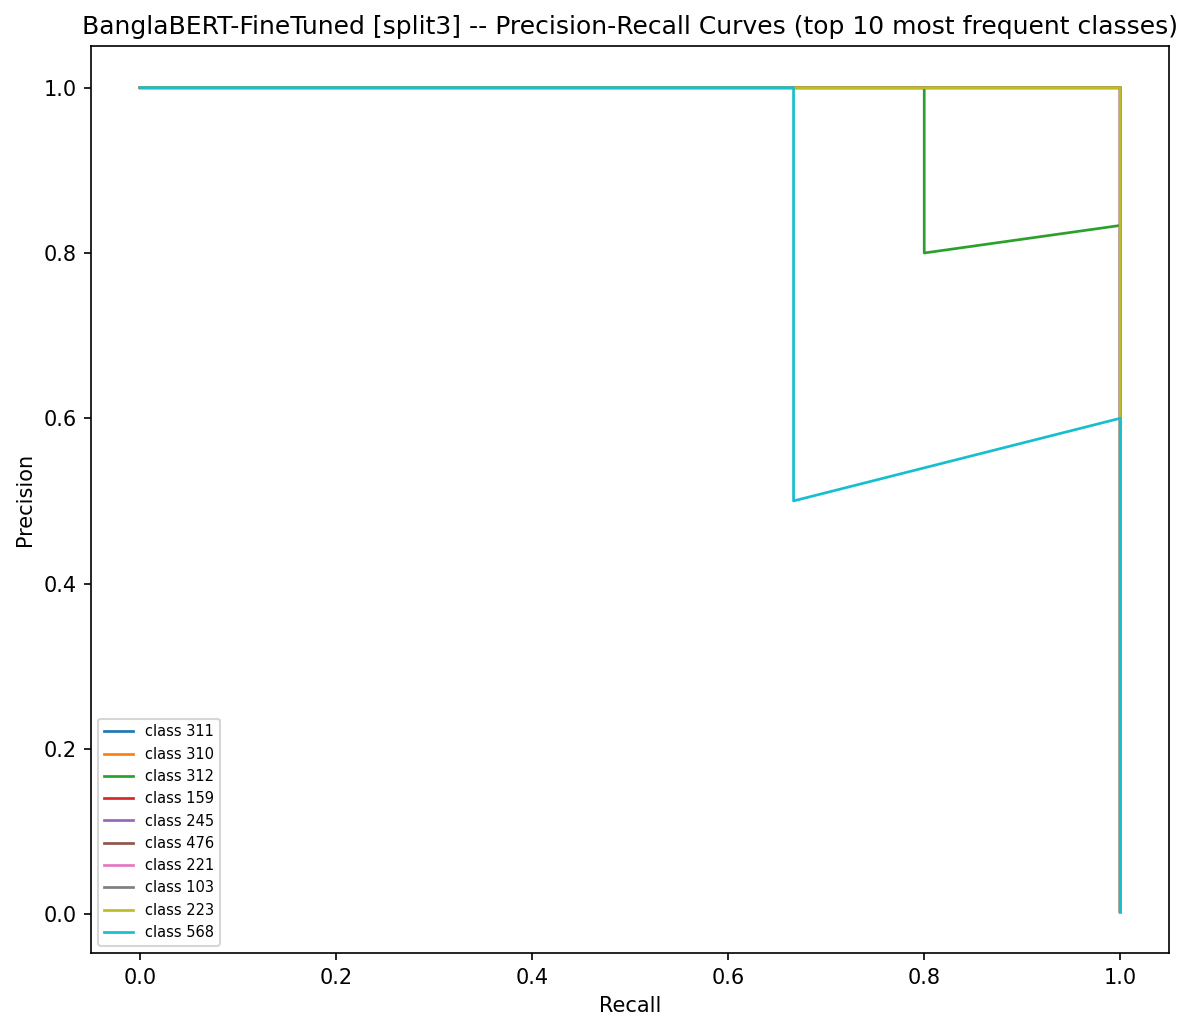 BanglaBERT-FineTuned [split3] -- Precision-Recall Curves (top 10 most frequent classes)
1.0
0.8
0.6
0.4
0.2
0.0
Precision
class 311
class 310
class 312
class 159
class 245
class 476
class 221
class 103
class 223
class 568
0.0 0.2 0.4 0.6 0.8 1.0
Recall